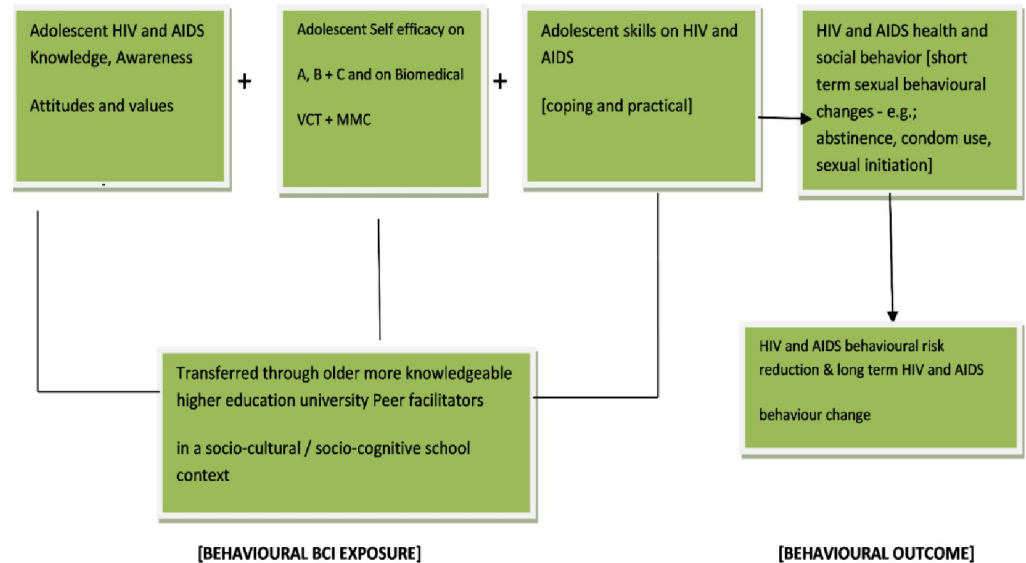 Adolescent HIV and AIDS
Knowledge, Awareness
Attitudes and values
+
Adolescent Self efficacy on
A, B + C and on Biomedical
VCT + MMC
+
Adolescent skills on HIV and
AIDS
[coping and practical]
HIV and AIDS health and
social behavior [short
term sexual behavioural
changes - e.g.;
abstinence, condom use,
sexual initiation]
Transferred through older more knowledgeable
higher education university Peer facilitators
in a socio-cultural / socio-cognitive school
context
HIV and AIDS behavioural risk
reduction & long term HIV and AIDS
behaviour change
[BEHAVIOURAL BCI EXPOSURE]
[BEHAVIOURAL OUTCOME]